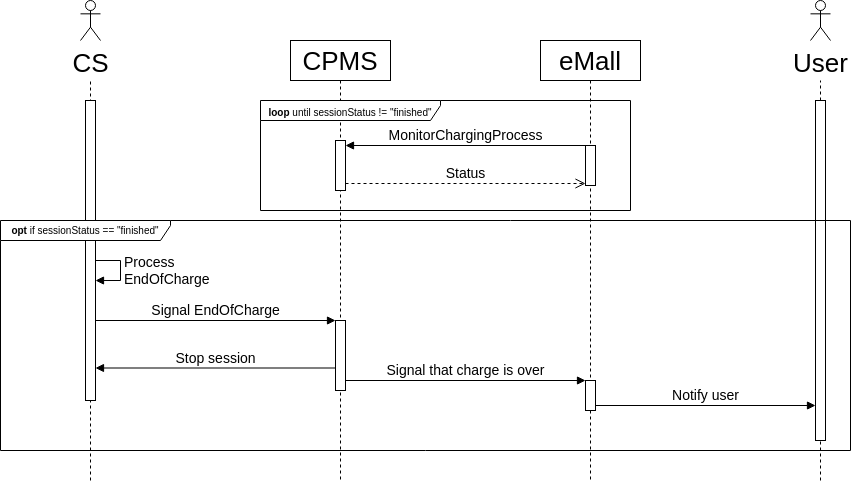 CS
CPMS
eMall
User
loop until sessionStatus != "finished"
MonitorChargingProcess
Status
opt if sessionStatus == "finished"
Process
EndOfCharge
Signal EndOfCharge
Stop session
Signal that charge is over
Notify user